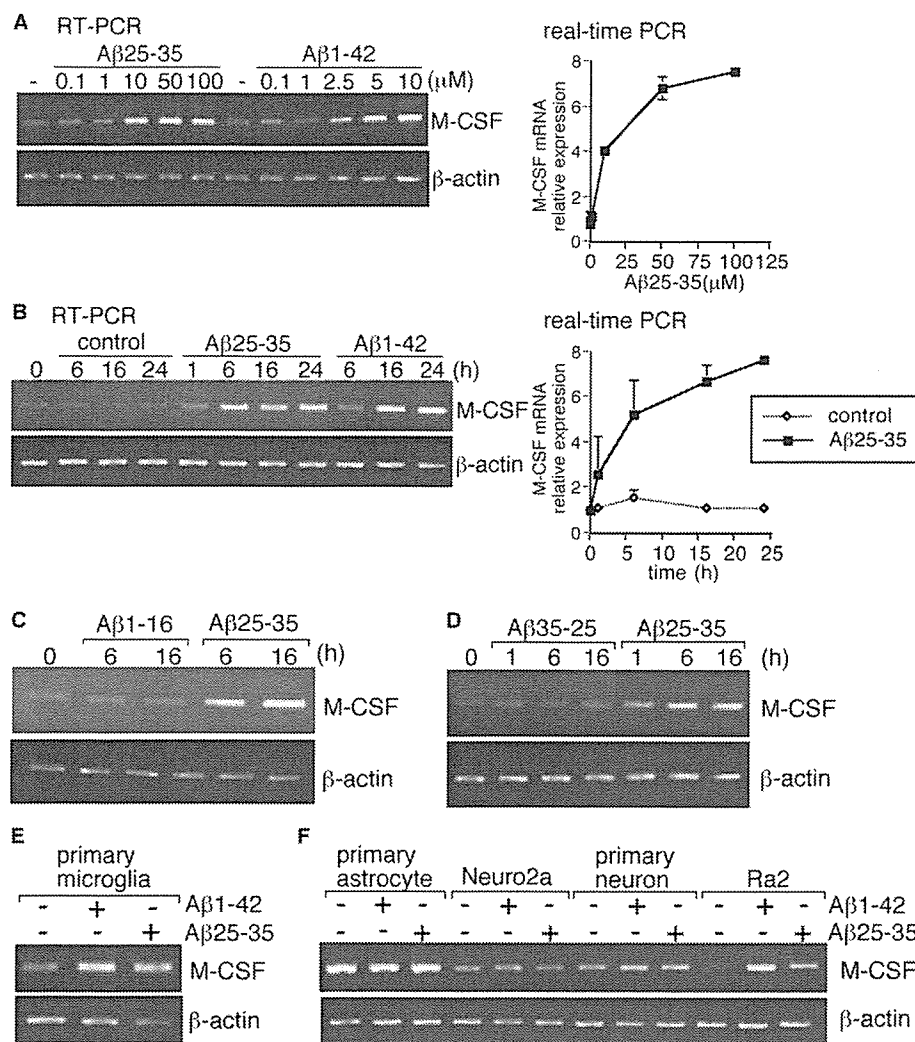 A RT-PCR
Aβ25-35 Aβ1-42
- 0.1 1 10 50 100 - 0.1 1 2.5 5 10 (μM)
M-CSF
β-actin
real-time PCR
M-CSF mRNA
relative expression
8
6
4
2
0
0 25 50 75 100 125
Aβ25-35(μM)
B RT-PCR
control Aβ25-35 Aβ1-42
0 6 16 24 1 6 16 24 6 16 24 (h)
M-CSF
β-actin
real-time PCR
M-CSF mRNA
relative expression
8
6
4
2
0
0 5 10 15 20 25
time (h)
control
Aβ25-35
C
Aβ1-16 Aβ25-35
0 6 16 6 16 (h)
M-CSF
β-actin
D
Aβ35-25 Aβ25-35
0 1 6 16 1 6 16 (h)
M-CSF
β-actin
E
primary
microglia
- + - Aβ1-42
- - + Aβ25-35
M-CSF
β-actin
F
primary
astrocyte Neuro2a primary
neuron Ra2
- + - - + - - + - - + - Aβ1-42
- - + - - + - - + - - + Aβ25-35
M-CSF
β-actin